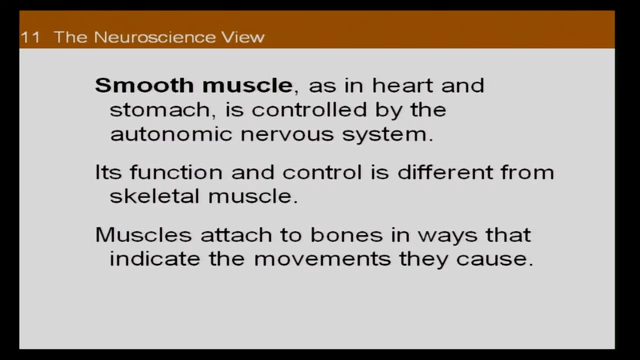 11 The Neuroscience View
Smooth muscle, as in heart and
stomach, is controlled by the
autonomic nervous system.
Its function and control is different from
skeletal muscle.
Muscles attach to bones in ways that
indicate the movements they cause.